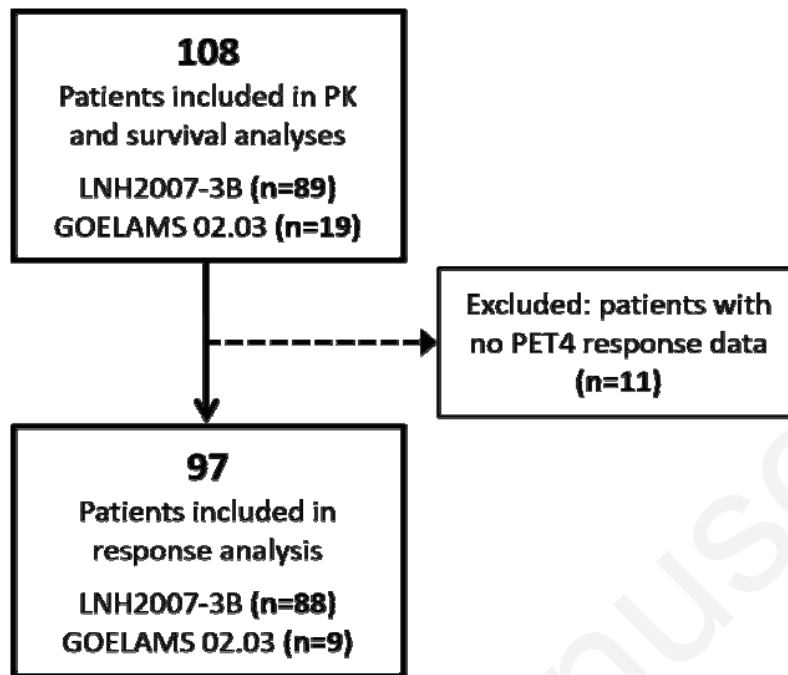 108
Patients included in PK
and survival analyses
LNH2007-3B (n=89)
GOELAMS 02.03 (n=19)
Excluded: patients with
no PET4 response data
(n=11)
97
Patients included in
response analysis
LNH2007-3B (n=88)
GOELAMS 02.03 (n=9)